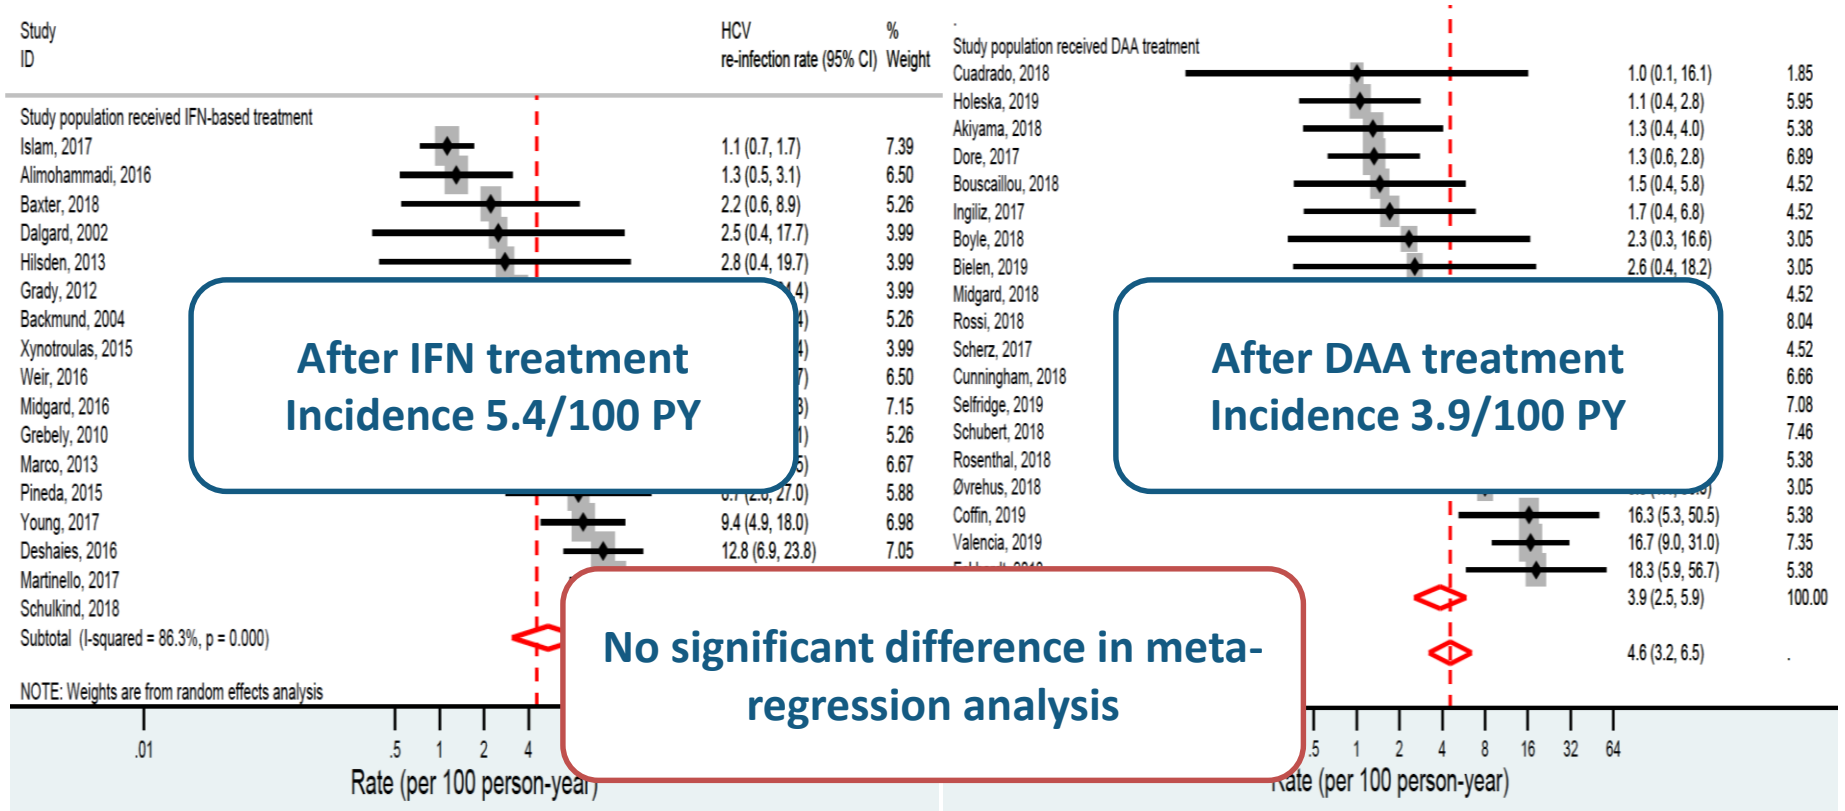 Study
ID
HCV
re-infection rate (95% CI)
%
Weight
Study population received IFN-based treatment
Islam, 2017 1.1 (0.7, 1.7) 7.39
Alimohammadi, 2016 1.3 (0.5, 3.1) 6.50
Baxter, 2018 2.2 (0.6, 8.9) 5.26
Dalgard, 2002 2.5 (0.4, 17.7) 3.99
Hilsden, 2013 2.8 (0.4, 19.7) 3.99
Grady, 2012 .4) 3.99
Backmund, 2004 4) 5.26
Xynotroulas, 2015 4) 3.99
Weir, 2016 7) 6.50
Midgard, 2016 3) 7.15
Grebely, 2010 1) 5.26
Marco, 2013 5) 6.67
Pineda, 2015 27.0) 5.88
Young, 2017 9.4 (4.9, 18.0) 6.98
Deshaies, 2016 12.8 (6.9, 23.8) 7.05
Martinello, 2017
Schulkind, 2018
Subtotal (I-squared = 86.3%, p = 0.000)
NOTE: Weights are from random effects analysis
.01 .5 1 2 4
Rate (per 100 person-year)
After IFN treatment
Incidence 5.4/100 PY
.
Study population received DAA treatment
Cuadrado, 2018 1.0 (0.1, 16.1) 1.85
Holeska, 2019 1.1 (0.4, 2.8) 5.95
Akiyama, 2018 1.3 (0.4, 4.0) 5.38
Dore, 2017 1.3 (0.6, 2.8) 6.89
Bouscaillou, 2018 1.5 (0.4, 5.8) 4.52
Ingiliz, 2017 1.7 (0.4, 6.8) 4.52
Boyle, 2018 2.3 (0.3, 16.6) 3.05
Bielen, 2019 2.6 (0.4, 18.2) 3.05
Midgard, 2018 4.52
Rossi, 2018 8.04
Scherz, 2017 4.52
Cunningham, 2018 6.66
Selfridge, 2019 7.08
Schubert, 2018 7.46
Rosenthal, 2018 5.38
Øvrehus, 2018 3.05
Coffin, 2019 16.3 (5.3, 50.5) 5.38
Valencia, 2019 16.7 (9.0, 31.0) 7.35
18.3 (5.9, 56.7) 5.38
3.9 (2.5, 5.9) 100.00
4.6 (3.2, 6.5) .
.5 1 2 4 8 16 32 64
Rate (per 100 person-year)
After DAA treatment
Incidence 3.9/100 PY
No significant difference in meta-
regression analysis